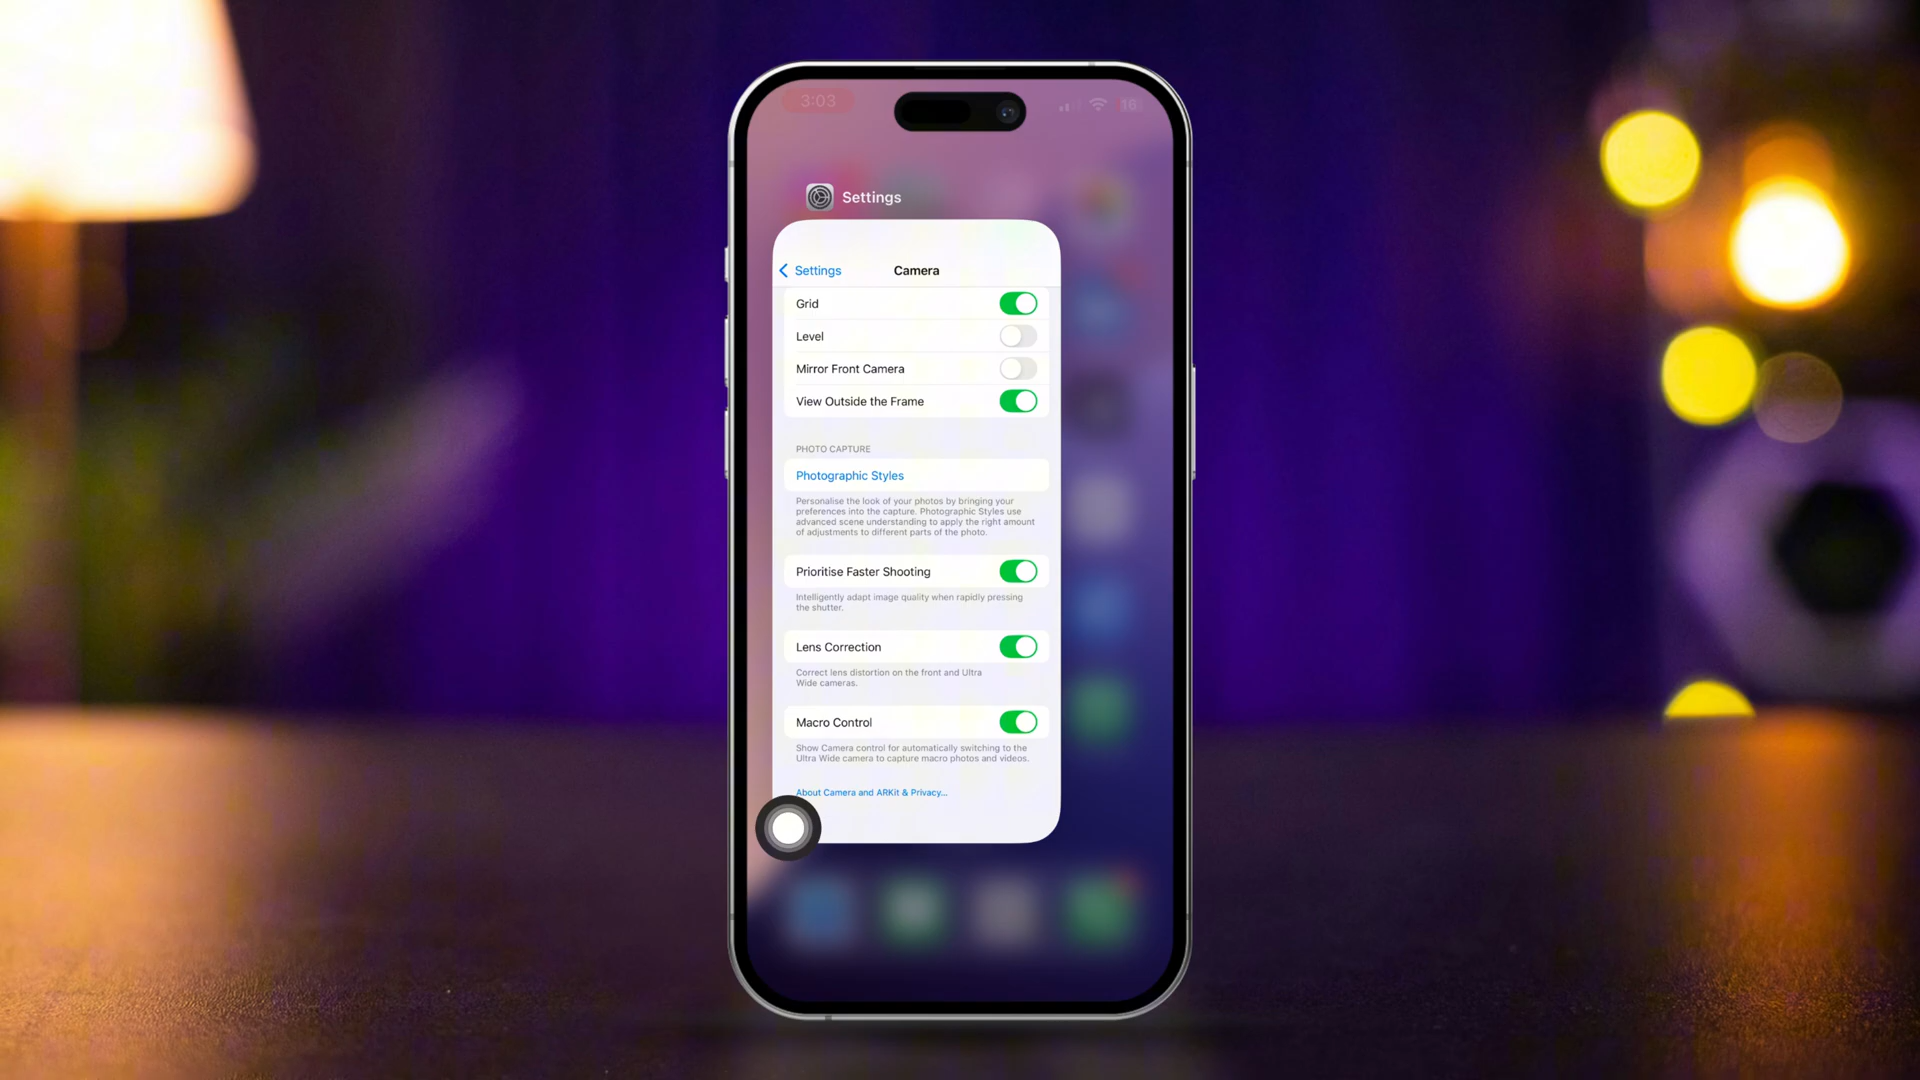 3:03
16
Settings
Settings
Camera
Grid
Level
Mirror Front Camera
View Outside the Frame
PHOTO CAPTURE
Photographic Styles
Personalise the look of your photos by bringing your
preferences into the capture. Photographic Styles use
advanced scene understanding to apply the right amount
of adjustments to different parts of the photo.
Prioritise Faster Shooting
Intelligently adapt image quality when rapidly pressing
the shutter.
Lens Correction
Correct lens distortion on the front and Ultra
Wide cameras.
Macro Control
Show Camera control for automatically switching to the
Ultra Wide camera to capture macro photos and videos.
About Camera and ARKit & Privacy...